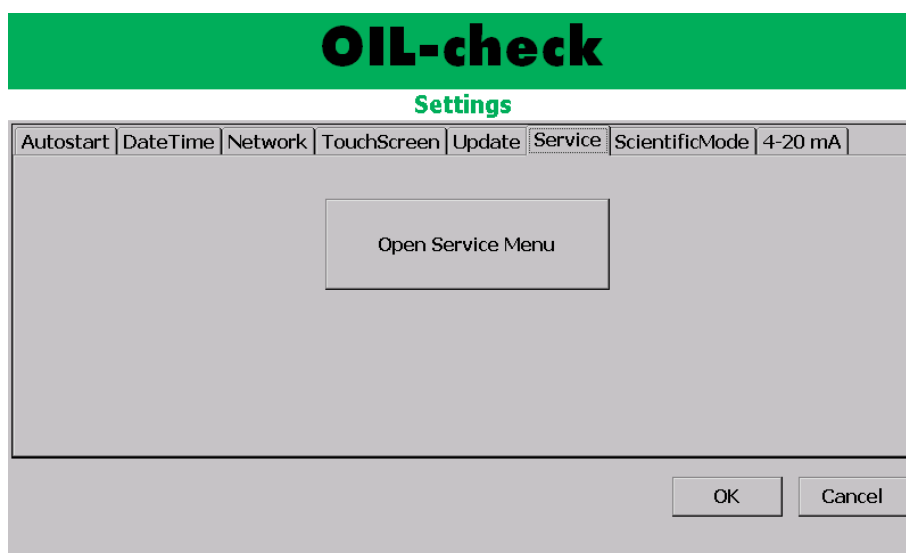 OIL-check
Settings
Autostart DateTime Network TouchScreen Update Service ScientificMode 4-20 mA
Open Service Menu
OK Cancel